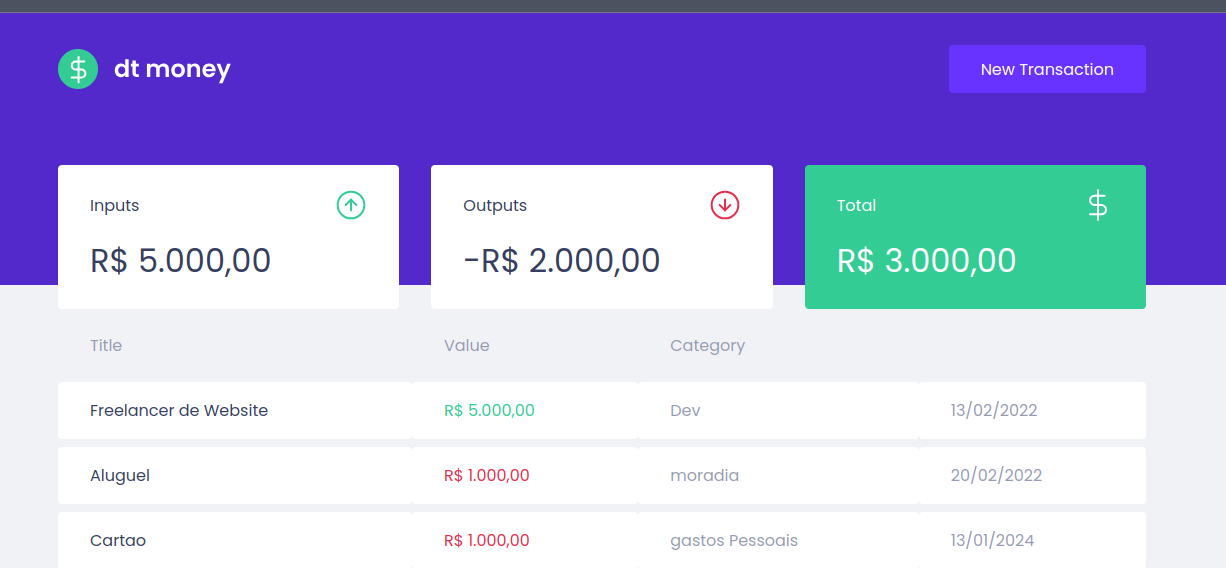 dt money
New Transaction
Inputs
Outputs
Total
R$ 5.000,00
-R$ 2.000,00
R$ 3.000,00
Title Value Category
Freelancer de Website R$ 5.000,00 Dev 13/02/2022
Aluguel R$ 1.000,00 moradia 20/02/2022
Cartao R$ 1.000,00 gastos Pessoais 13/01/2024